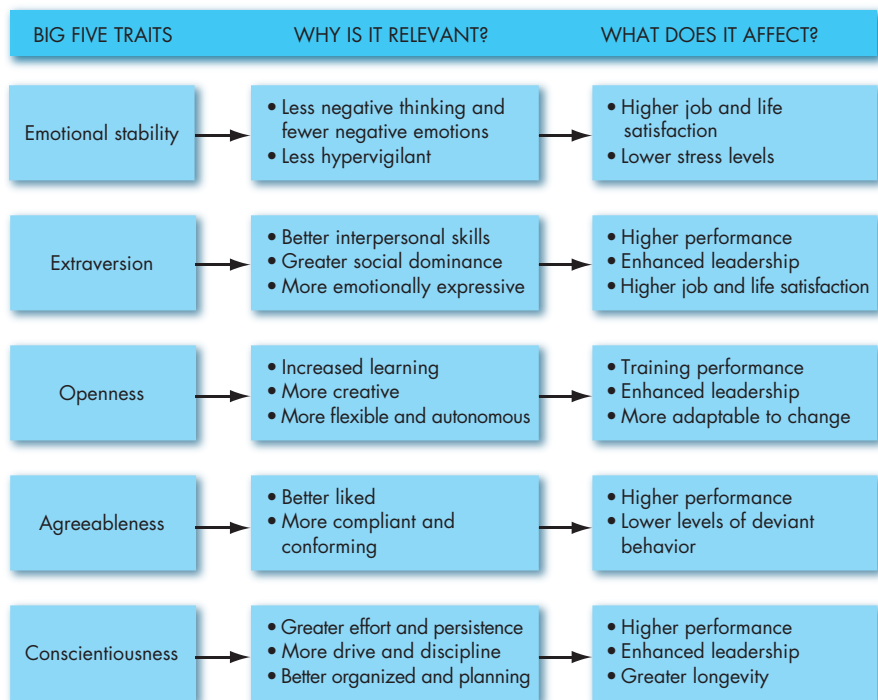 BIG FIVE TRAITS WHY IS IT RELEVANT? WHAT DOES IT AFFECT?
Emotional stability
• Less negative thinking and
fewer negative emotions
• Less hypervigilant
• Higher job and life
satisfaction
• Lower stress levels
Extraversion
• Better interpersonal skills
• Greater social dominance
• More emotionally expressive
• Higher performance
• Enhanced leadership
• Higher job and life satisfaction
Openness
• Increased learning
• More creative
• More flexible and autonomous
• Training performance
• Enhanced leadership
• More adaptable to change
Agreeableness
• Better liked
• More compliant and
conforming
• Higher performance
• Lower levels of deviant
behavior
Conscientiousness
• Greater effort and persistence
• More drive and discipline
• Better organized and planning
• Higher performance
• Enhanced leadership
• Greater longevity